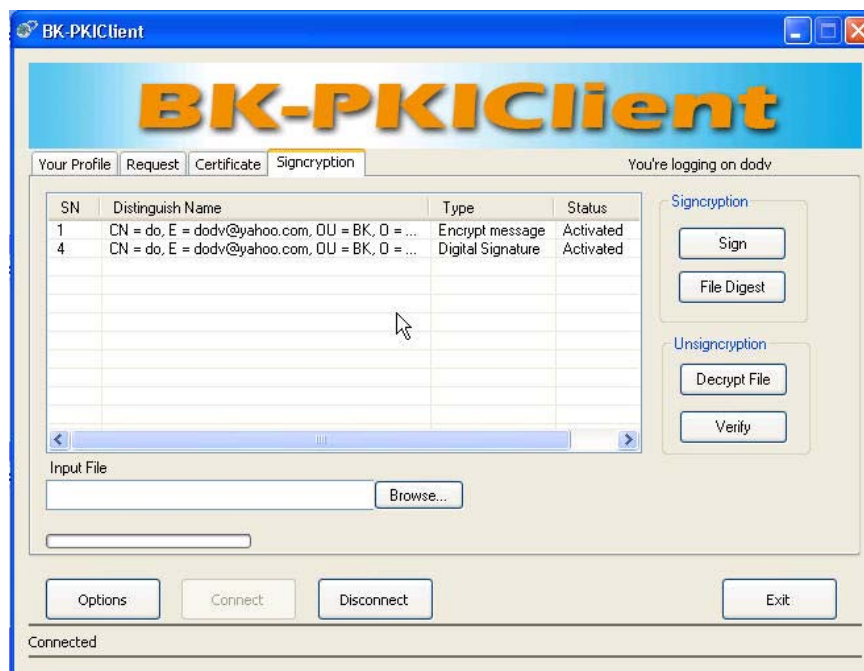 BK-PKIClient
BK-PKIClient
Your Profile Request Certificate Signcryption You're logging on dodv
SN Distinguish Name Type Status
1 CN = do, E = dodv@yahoo.com, OU = BK, O = ... Encrypt message Activated
4 CN = do, E = dodv@yahoo.com, OU = BK, O = ... Digital Signature Activated
Signcryption
Sign
File Digest
Unsigncryption
Decrypt File
Verify
Input File
Browse...
Options Connect Disconnect Exit
Connected